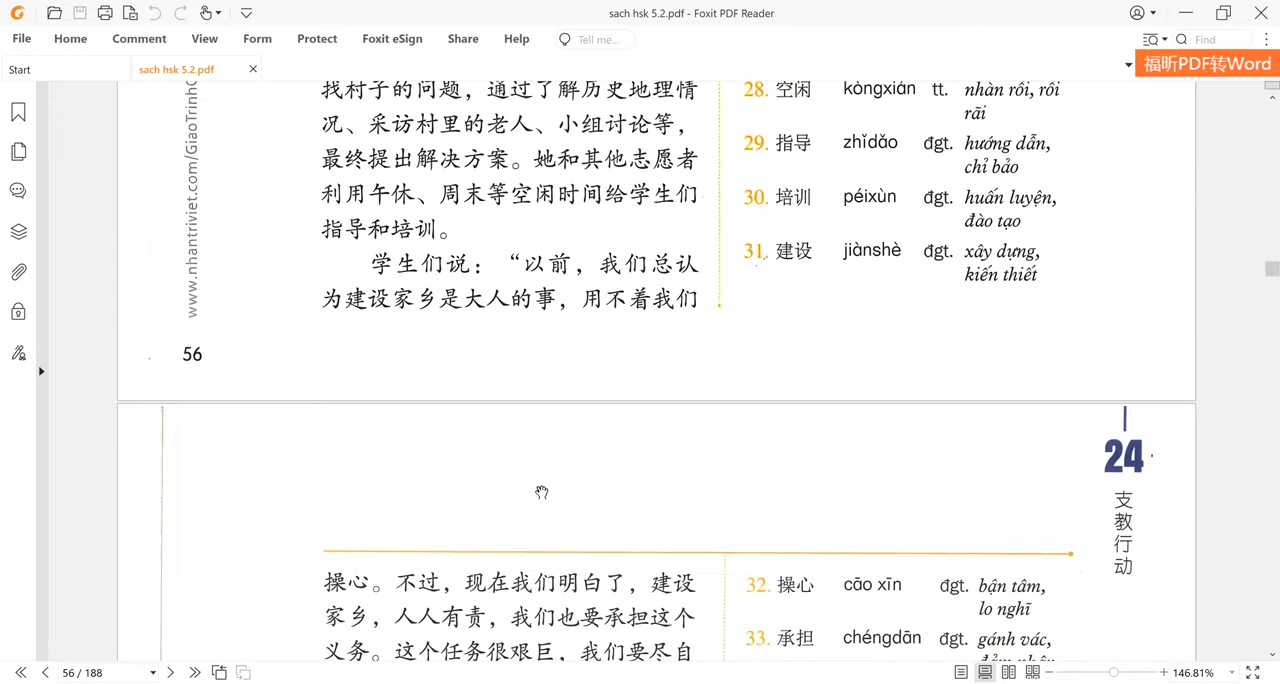 sach hsk 5.2.pdf - Foxit PDF Reader
File Home Comment View Form Protect Foxit eSign Share Help Tell me... Find
Start sach hsk 5.2.pdf 福昕PDF转Word
www.nhantriviet.com/GiaoTrinh
找村子的问题，通过了解历史地理情
况、采访村里的老人、小组讨论等，
最终提出解决方案。她和其他志愿者
利用午休、周末等空闲时间给学生们
指导和培训。
学生们说：“以前，我们总认
为建设家乡是大人的事，用不着我们
28. 空闲 kòngxián tt. nhàn rỗi, rỗi
rãi
29. 指导 zhǐdǎo đgt. hướng dẫn,
chỉ bảo
30. 培训 péixùn đgt. huấn luyện,
đào tạo
31. 建设 jiànshè đgt. xây dựng,
kiến thiết
56
24
支教行动
操心。不过，现在我们明白了，建设
家乡，人人有责，我们也要承担这个
义务。这个任务很艰巨，我们要尽自
32. 操心 cāo xīn đgt. bận tâm,
lo nghĩ
33. 承担 chéngdān đgt. gánh vác,
56 / 188 146.81%